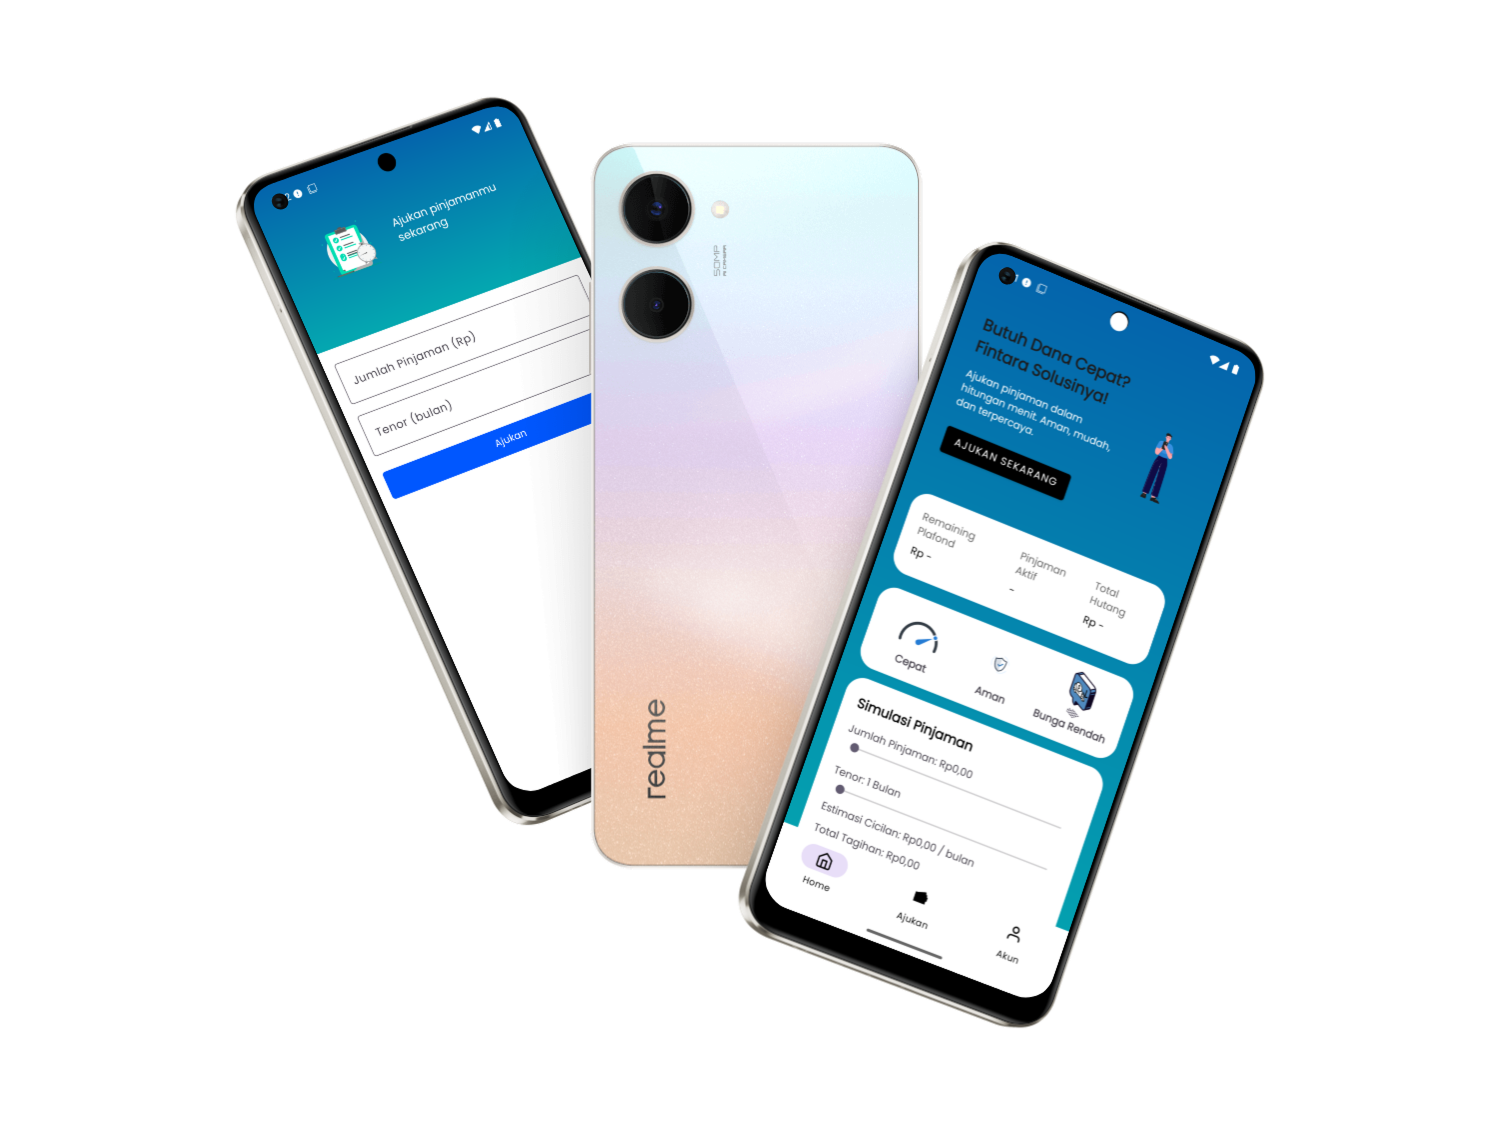 Ajukan pinjamanmu
sekarang
Jumlah Pinjaman (Rp)
Tenor (bulan)
Ajukan
50MP
AI CAMERA
realme
Butuh Dana Cepat?
Fintara Solusinya!
Ajukan pinjaman dalam
hitungan menit. Aman, mudah,
dan terpercaya.
AJUKAN SEKARANG
Remaining
Plafond
Rp -
Pinjaman
Aktif
-
Total
Hutang
Rp -
Cepat
Aman
Bunga Rendah
Simulasi Pinjaman
Jumlah Pinjaman: Rp0,00
Tenor: 1 Bulan
Estimasi Cicilan: Rp0,00 / bulan
Total Tagihan: Rp0,00
Home
Ajukan
Akun